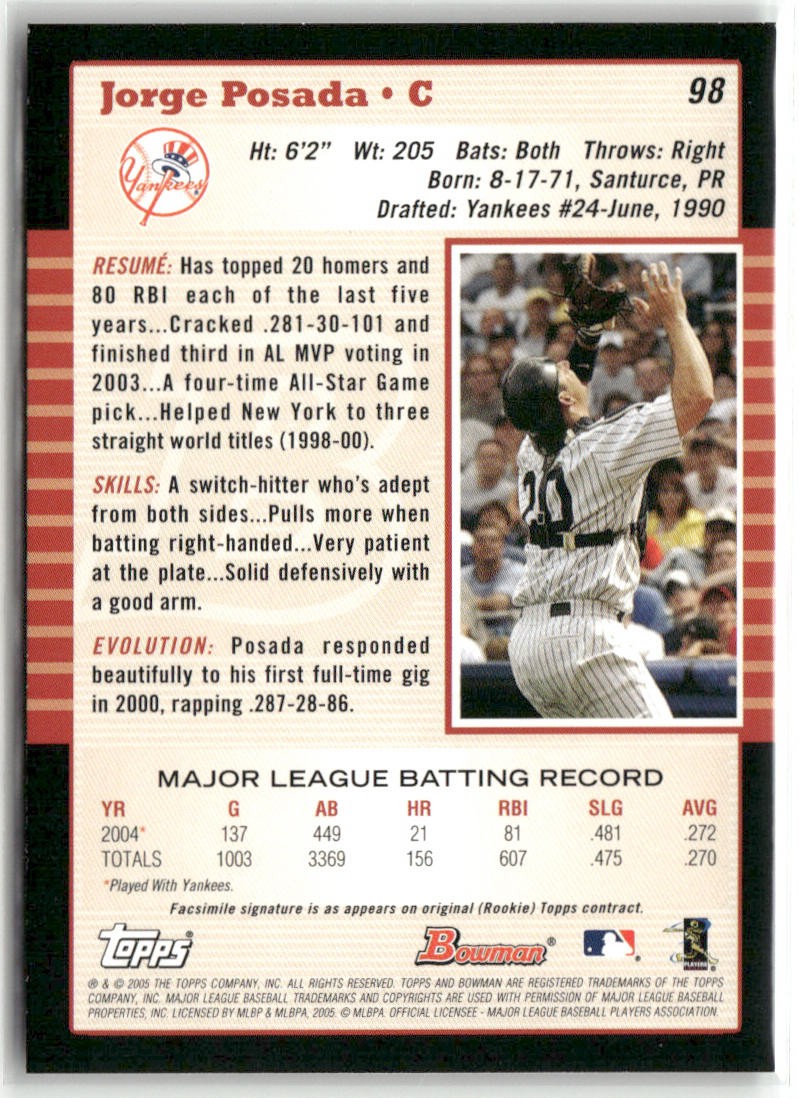 Jorge Posada • C
98
Yankees
Ht: 6'2" Wt: 205 Bats: Both Throws: Right
Born: 8-17-71, Santurce, PR
Drafted: Yankees #24-June, 1990
RESUMÉ: Has topped 20 homers and
80 RBI each of the last five
years...Cracked .281-30-101 and
finished third in AL MVP voting in
2003...A four-time All-Star Game
pick...Helped New York to three
straight world titles (1998-00).
SKILLS: A switch-hitter who's adept
from both sides...Pulls more when
batting right-handed...Very patient
at the plate...Solid defensively with
a good arm.
EVOLUTION: Posada responded
beautifully to his first full-time gig
in 2000, rapping .287-28-86.
20
MAJOR LEAGUE BATTING RECORD
YR G AB HR RBI SLG AVG
2004* 137 449 21 81 .481 .272
TOTALS 1003 3369 156 607 .475 .270
*Played With Yankees.
Facsimile signature is as appears on original (Rookie) Topps contract.
Topps® Bowman® ® PLAYERS ®
® & © 2005 THE TOPPS COMPANY, INC. ALL RIGHTS RESERVED. TOPPS AND BOWMAN ARE REGISTERED TRADEMARKS OF THE TOPPS
COMPANY, INC. MAJOR LEAGUE BASEBALL TRADEMARKS AND COPYRIGHTS ARE USED WITH PERMISSION OF MAJOR LEAGUE BASEBALL
PROPERTIES, INC. LICENSED BY MLBP & MLBPA, 2005. © MLBPA. OFFICIAL LICENSEE - MAJOR LEAGUE BASEBALL PLAYERS ASSOCIATION.